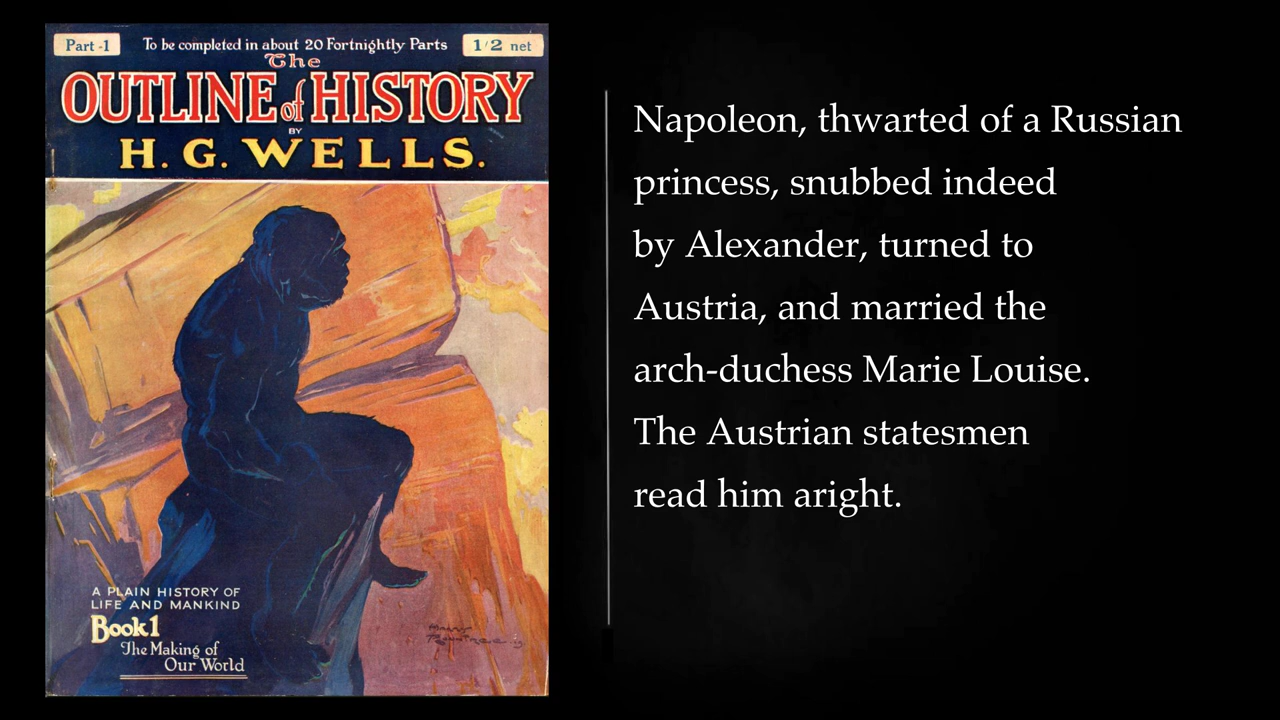 Part -1
To be completed in about 20 Fortnightly Parts
1/2 net
The
OUTLINE of HISTORY
BY
H. G. WELLS.
A PLAIN HISTORY OF
LIFE AND MANKIND
Book 1
The Making of
Our World
Napoleon, thwarted of a Russian
princess, snubbed indeed
by Alexander, turned to
Austria, and married the
arch-duchess Marie Louise.
The Austrian statesmen
read him aright.